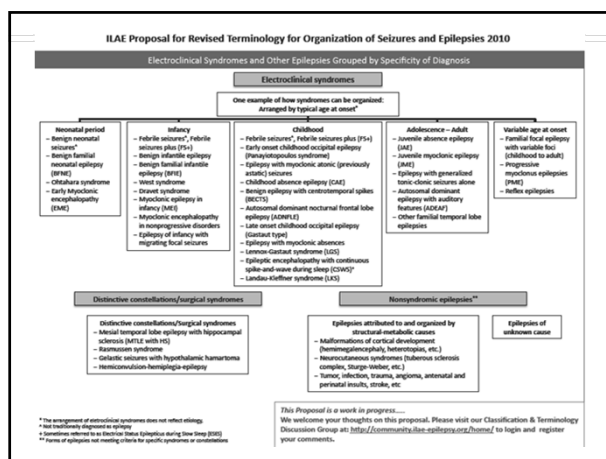 ILAE Proposal for Revised Terminology for Organization of Seizures and Epilepsies 2010
Electroclinical Syndromes and Other Epilepsies Grouped by Specificity of Diagnosis
Electroclinical syndromes
One example of how syndromes can be organized:
Arranged by typical age at onset*
Neonatal period
– Benign neonatal
seizures^
– Benign familial
neonatal epilepsy
(BFNE)
– Ohtahara syndrome
– Early Myoclonic
encephalopathy
(EME)
Infancy
– Febrile seizures^, Febrile
seizures plus (FS+)
– Benign infantile epilepsy
– Benign familial infantile
epilepsy (BFIE)
– West syndrome
– Dravet syndrome
– Myoclonic epilepsy in
infancy (MEI)
– Myoclonic encephalopathy
in nonprogressive disorders
– Epilepsy of infancy with
migrating focal seizures
Childhood
– Febrile seizures^, Febrile seizures plus (FS+)
– Early onset childhood occipital epilepsy
(Panayiotopoulos syndrome)
– Epilepsy with myoclonic atonic (previously
astatic) seizures
– Childhood absence epilepsy (CAE)
– Benign epilepsy with centrotemporal spikes
(BECTS)
– Autosomal dominant nocturnal frontal lobe
epilepsy (ADNFLE)
– Late onset childhood occipital epilepsy
(Gastaut type)
– Epilepsy with myoclonic absences
– Lennox-Gastaut syndrome (LGS)
– Epileptic encephalopathy with continuous
spike-and-wave during sleep (CSWS)+
– Landau-Kleffner syndrome (LKS)
Adolescence – Adult
– Juvenile absence epilepsy
(JAE)
– Juvenile myoclonic epilepsy
(JME)
– Epilepsy with generalized
tonic-clonic seizures alone
– Autosomal dominant
epilepsy with auditory
features (ADEAF)
– Other familial temporal lobe
epilepsies
Variable age at onset
– Familial focal epilepsy
with variable foci
(childhood to adult)
– Progressive
myoclonus epilepsies
(PME)
– Reflex epilepsies
Distinctive constellations/surgical syndromes
Distinctive constellations/Surgical syndromes
– Mesial temporal lobe epilepsy with hippocampal
sclerosis (MTLE with HS)
– Rasmussen syndrome
– Gelastic seizures with hypothalamic hamartoma
– Hemiconvulsion-hemiplegia-epilepsy
Nonsyndromic epilepsies**
Epilepsies attributed to and organized by
structural-metabolic causes
– Malformations of cortical development
(hemimegalencephaly, heterotopias, etc.)
– Neurocutaneous syndromes (tuberous sclerosis
complex, Sturge-Weber, etc.)
– Tumor, infection, trauma, angioma, antenatal and
perinatal insults, stroke, etc
Epilepsies of
unknown cause
* The arrangement of electroclinical syndromes does not reflect etiology.
^ Not traditionally diagnosed as epilepsy
+ Sometimes referred to as Electrical Status Epilepticus during Slow Sleep (ESES)
** Forms of epilepsies not meeting criteria for specific syndromes or constellations
This Proposal is a work in progress.....
We welcome your thoughts on this proposal. Please visit our Classification & Terminology
Discussion Group at: http://community.ilae-epilepsy.org/home/ to login and register
your comments.